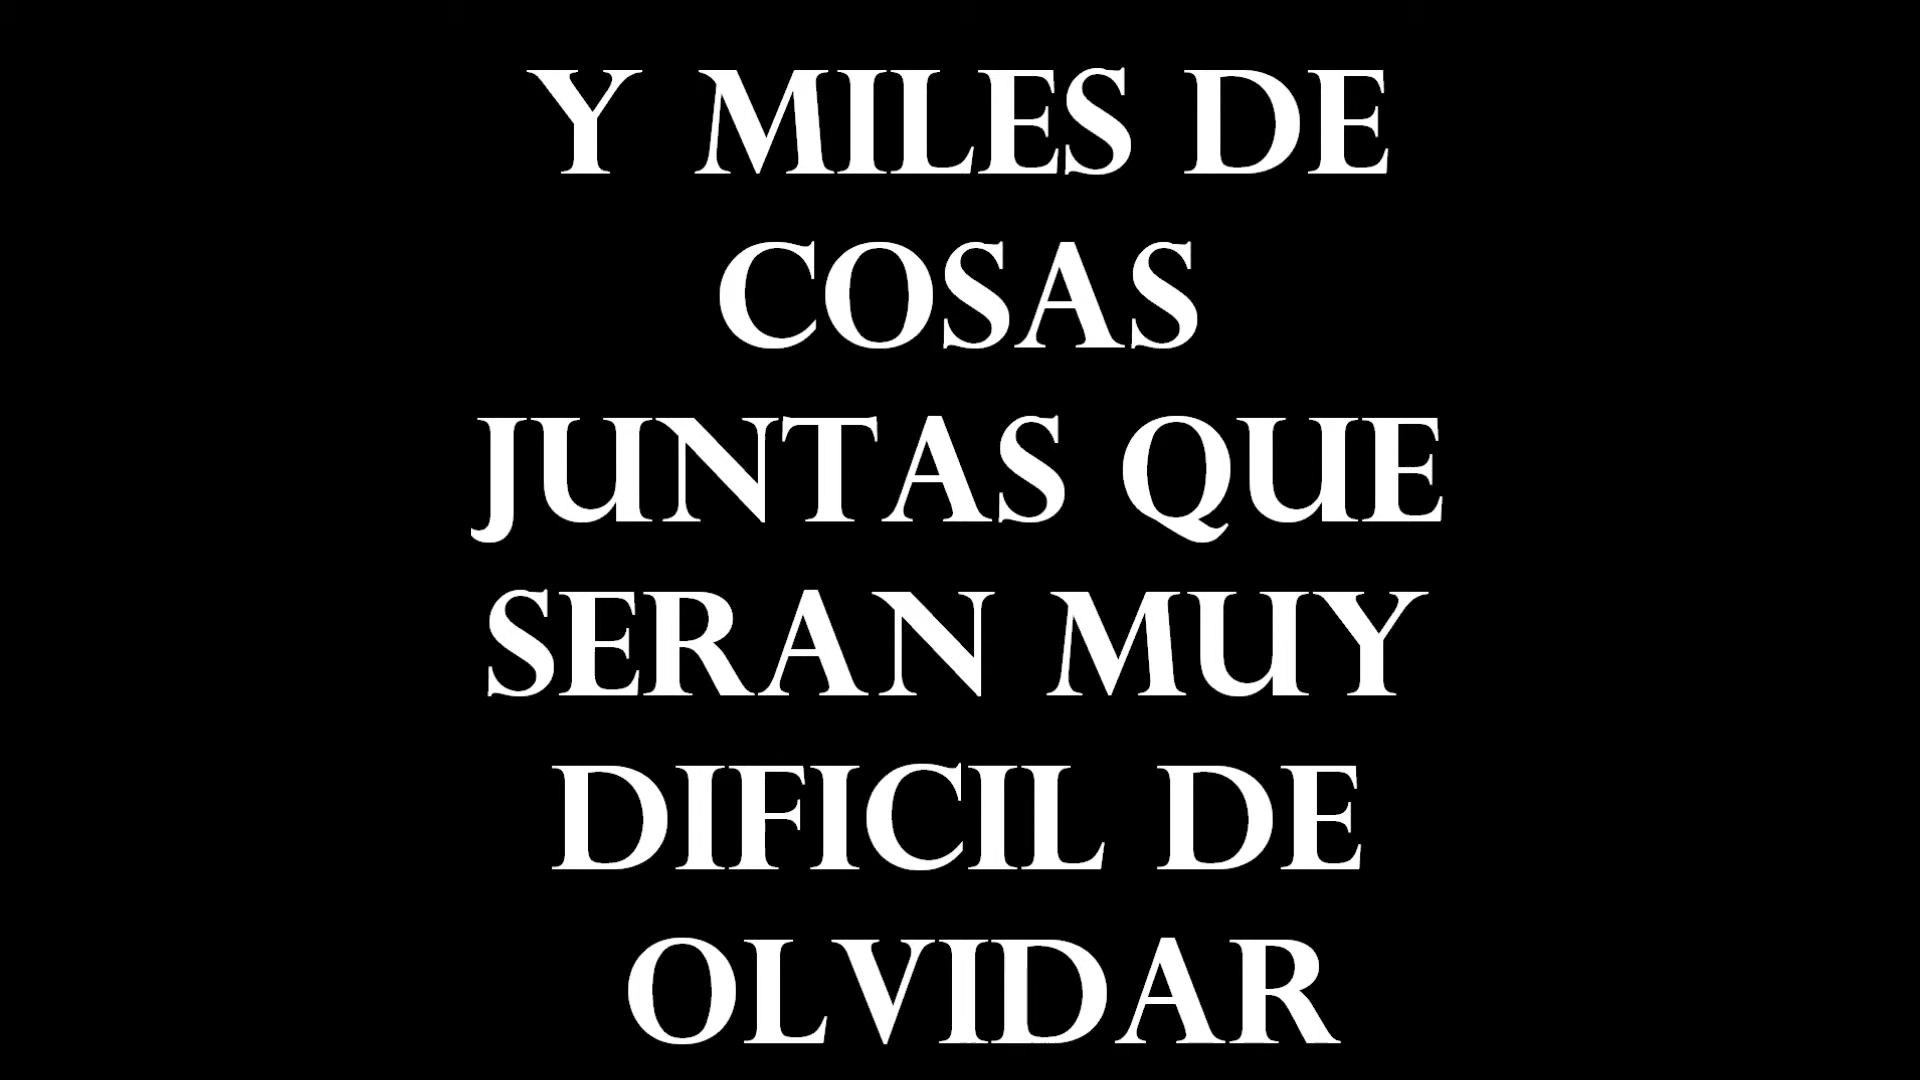 Y MILES DE
COSAS
JUNTAS QUE
SERAN MUY
DIFICIL DE
OLVIDAR